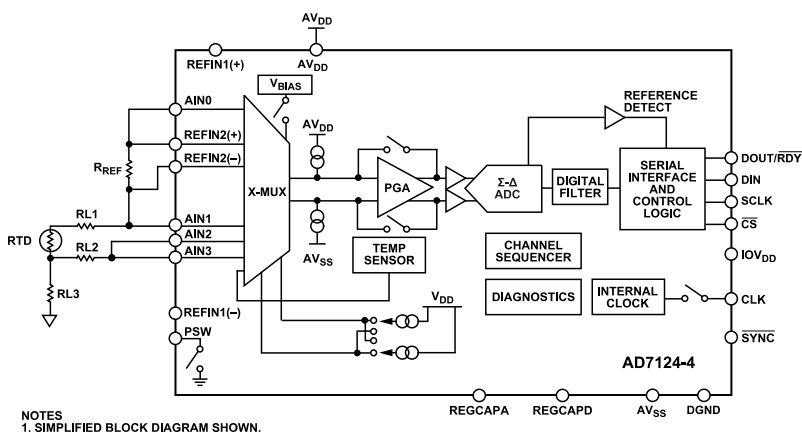 AVDD
REFIN1(+)
AVDD
VBIAS
REFERENCE
DETECT
AIN0
AVDD
REFIN2(+)
DOUT/RDY
REFIN2(–)
RREF
X-MUX
PGA
Σ-Δ
ADC
DIGITAL
FILTER
SERIAL
INTERFACE
AND
CONTROL
LOGIC
DIN
SCLK
CS
RL1
AIN1
RTD
RL2
AIN2
AIN3
AVSS
TEMP
SENSOR
CHANNEL
SEQUENCER
IOVDD
RL3
VDD
DIAGNOSTICS
INTERNAL
CLOCK
CLK
REFIN1(–)
PSW
SYNC
AD7124-4
REGCAPA
REGCAPD
AVSS
DGND
NOTES
1. SIMPLIFIED BLOCK DIAGRAM SHOWN.